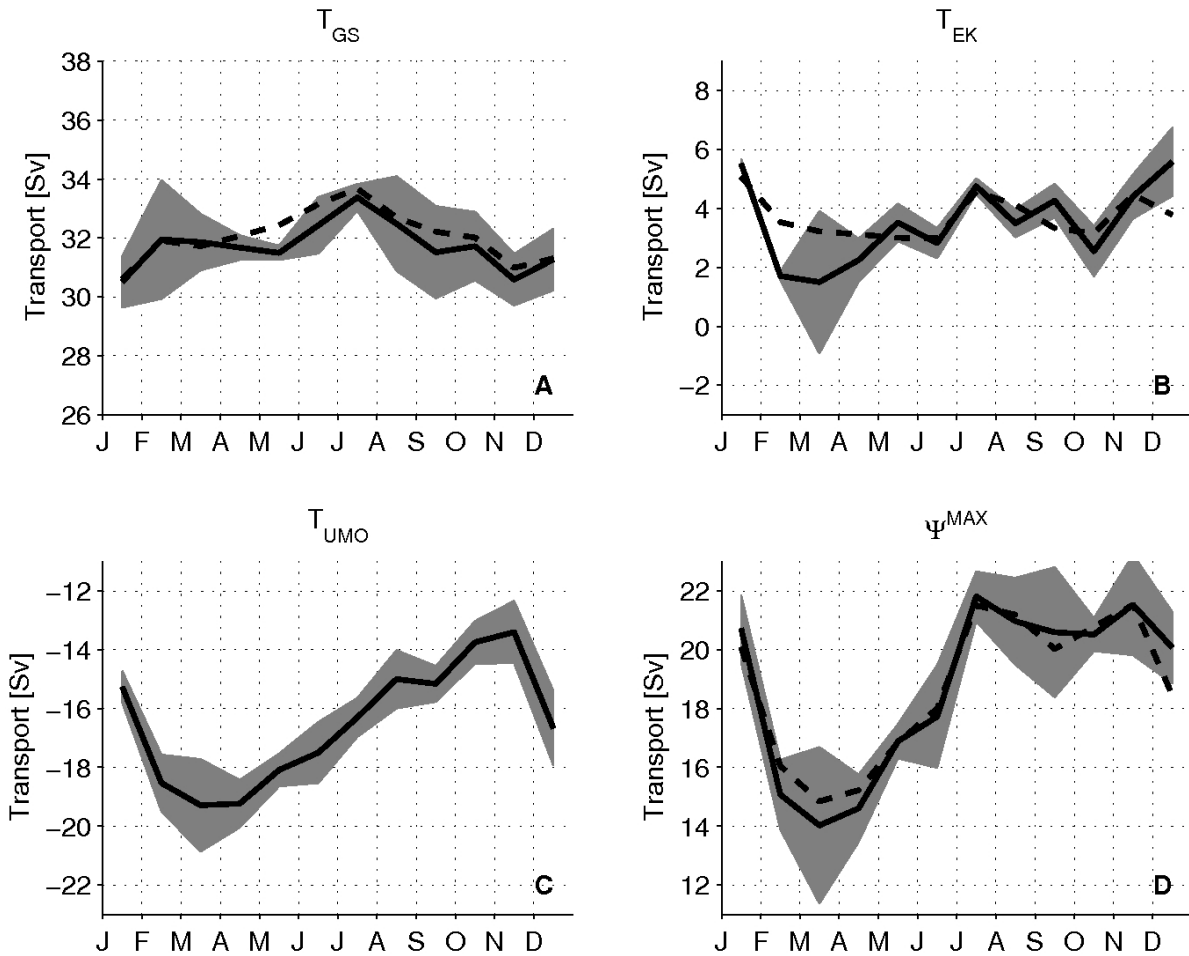 T_GS
38
36
34
32
30
28
26
Transport [Sv]
A
J F M A M J J A S O N D
T_EK
8
6
4
2
0
−2
Transport [Sv]
B
J F M A M J J A S O N D
T_UMO
−12
−14
−16
−18
−20
−22
Transport [Sv]
C
J F M A M J J A S O N D
Ψ^MAX
22
20
18
16
14
12
Transport [Sv]
D
J F M A M J J A S O N D